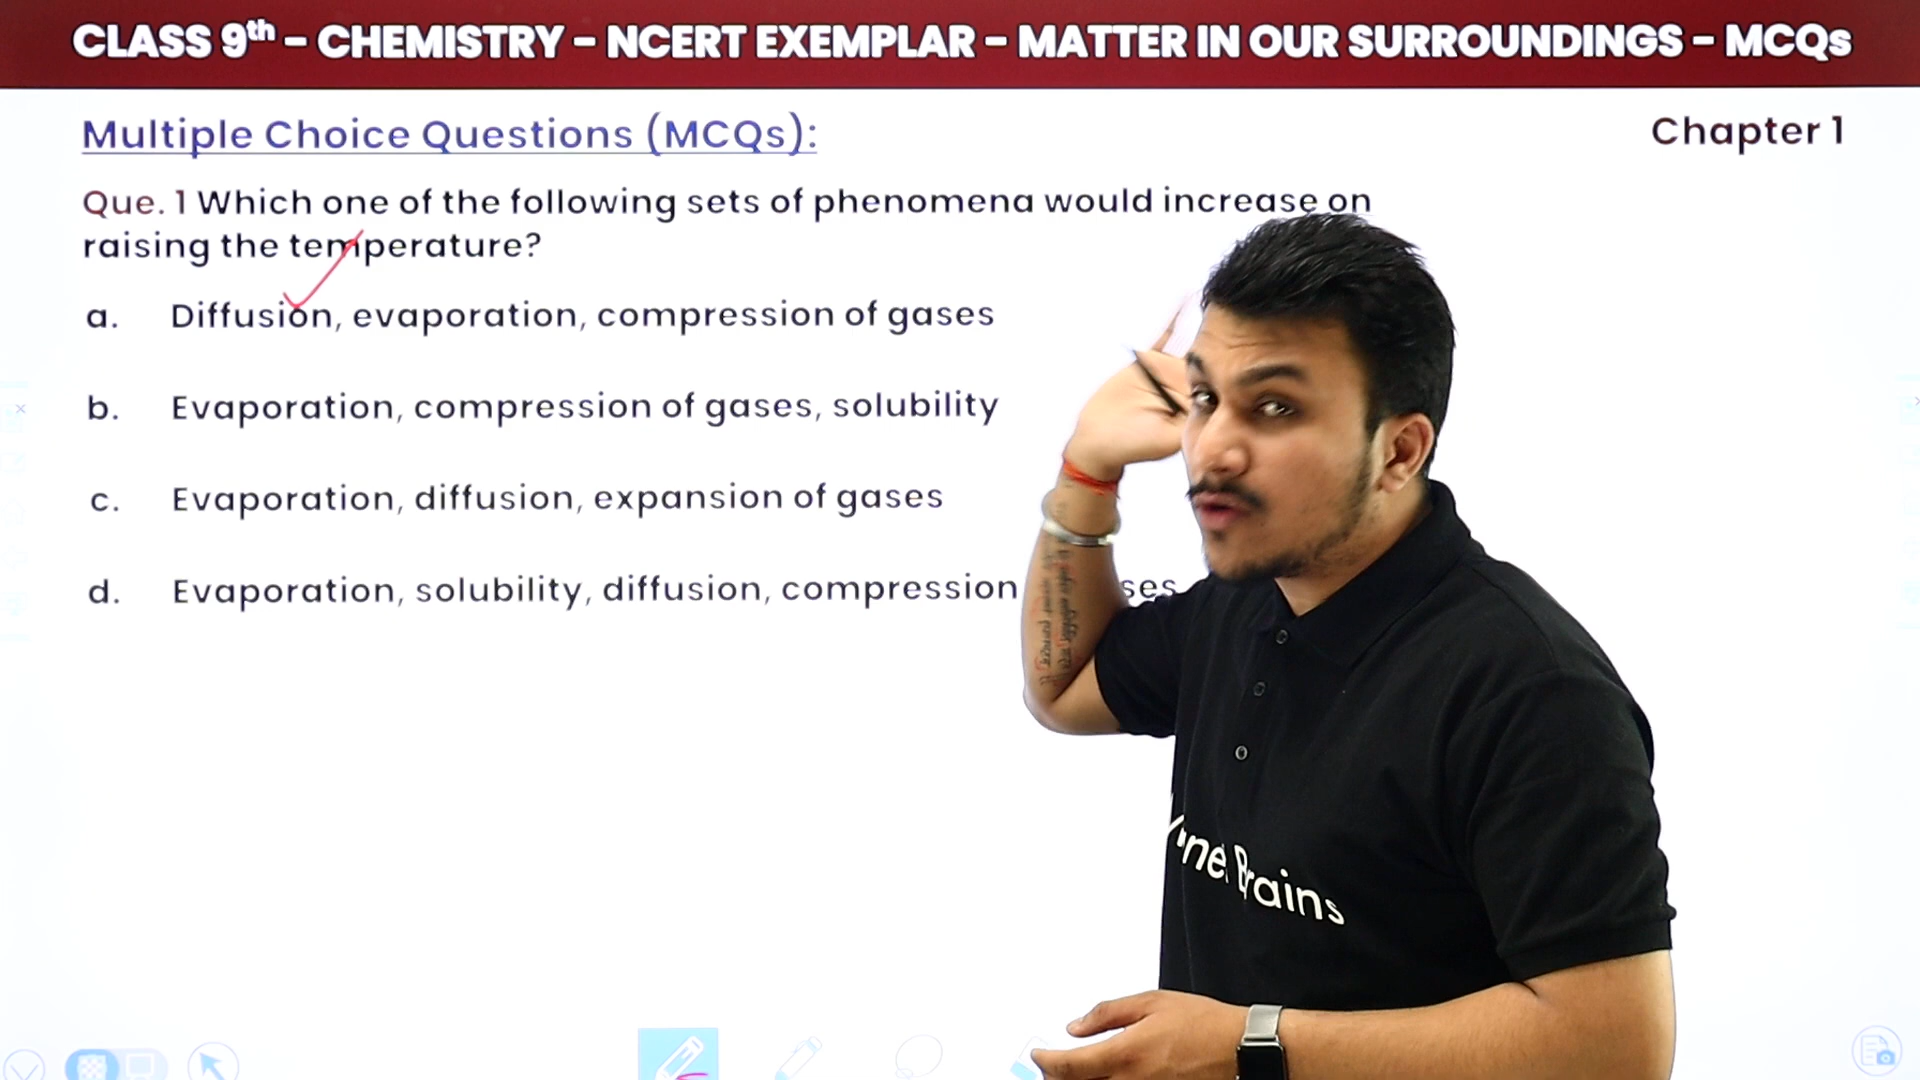 CLASS 9th – CHEMISTRY – NCERT EXEMPLAR – MATTER IN OUR SURROUNDINGS – MCQs
Multiple Choice Questions (MCQs):
Chapter 1
Que. 1 Which one of the following sets of phenomena would increase on
raising the temperature?
a. Diffusion, evaporation, compression of gases
b. Evaporation, compression of gases, solubility
c. Evaporation, diffusion, expansion of gases
d. Evaporation, solubility, diffusion, compression
Brains